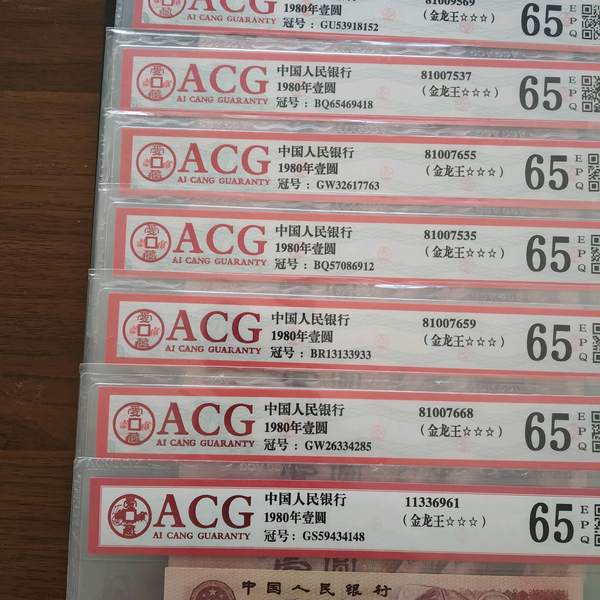 ACG
AI CANG GUARANTY
1980年壹圆
冠号：GU53918152
81009569
（金龙王☆☆☆）
65
E
P
Q
ACG
AI CANG GUARANTY
中国人民银行
1980年壹圆
冠号：BQ65469418
81007537
（金龙王☆☆☆）
65
E
P
Q
ACG
AI CANG GUARANTY
中国人民银行
1980年壹圆
冠号：GW32617763
81007655
（金龙王☆☆☆）
65
E
P
Q
ACG
AI CANG GUARANTY
中国人民银行
1980年壹圆
冠号：BQ57086912
81007535
（金龙王☆☆☆）
65
E
P
Q
ACG
AI CANG GUARANTY
中国人民银行
1980年壹圆
冠号：BR13133933
81007659
（金龙王☆☆☆）
65
E
P
Q
ACG
AI CANG GUARANTY
中国人民银行
1980年壹圆
冠号：GW26334285
81007668
（金龙王☆☆☆）
65
E
P
Q
ACG
AI CANG GUARANTY
中国人民银行
1980年壹圆
冠号：GS59434148
11336961
（金龙王☆☆☆）
65
E
P
Q
中国人民银行